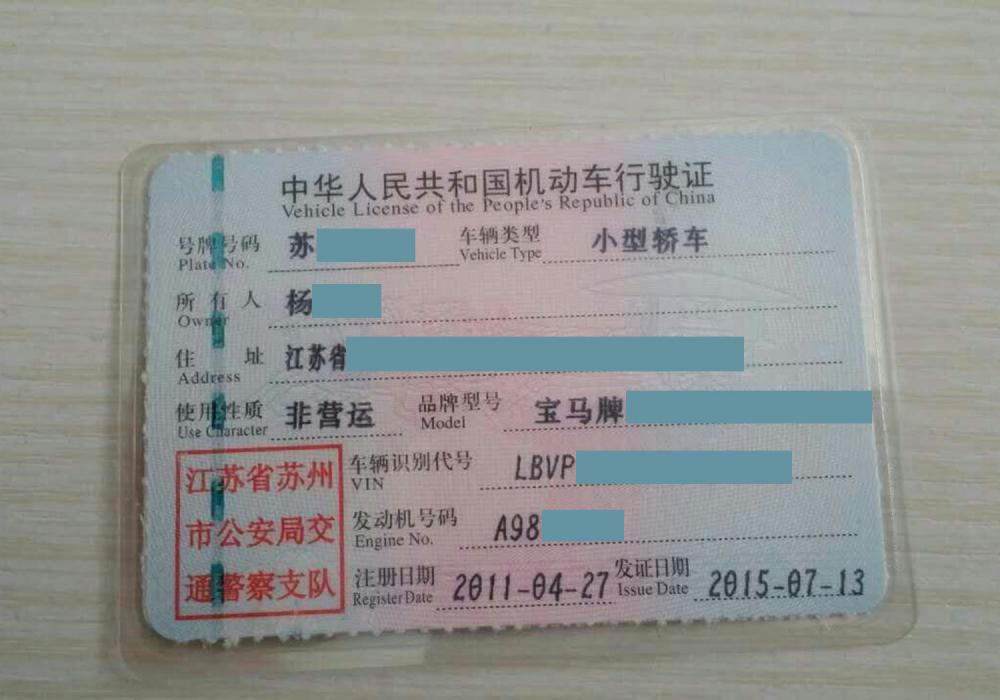 中华人民共和国机动车行驶证
Vehicle License of the People's Republic of China
号牌号码 苏 车辆类型 小型轿车
Plate No. Vehicle Type
所有人 杨
Owner
住址 江苏省
Address
使用性质 非营运 品牌型号 宝马牌
Use Character Model
江苏省苏州 车辆识别代号 LBVP
VIN
市公安局交 发动机号码 A98
Engine No.
通警察支队 注册日期 2011-04-27 发证日期 2015-07-13
Register Date Issue Date